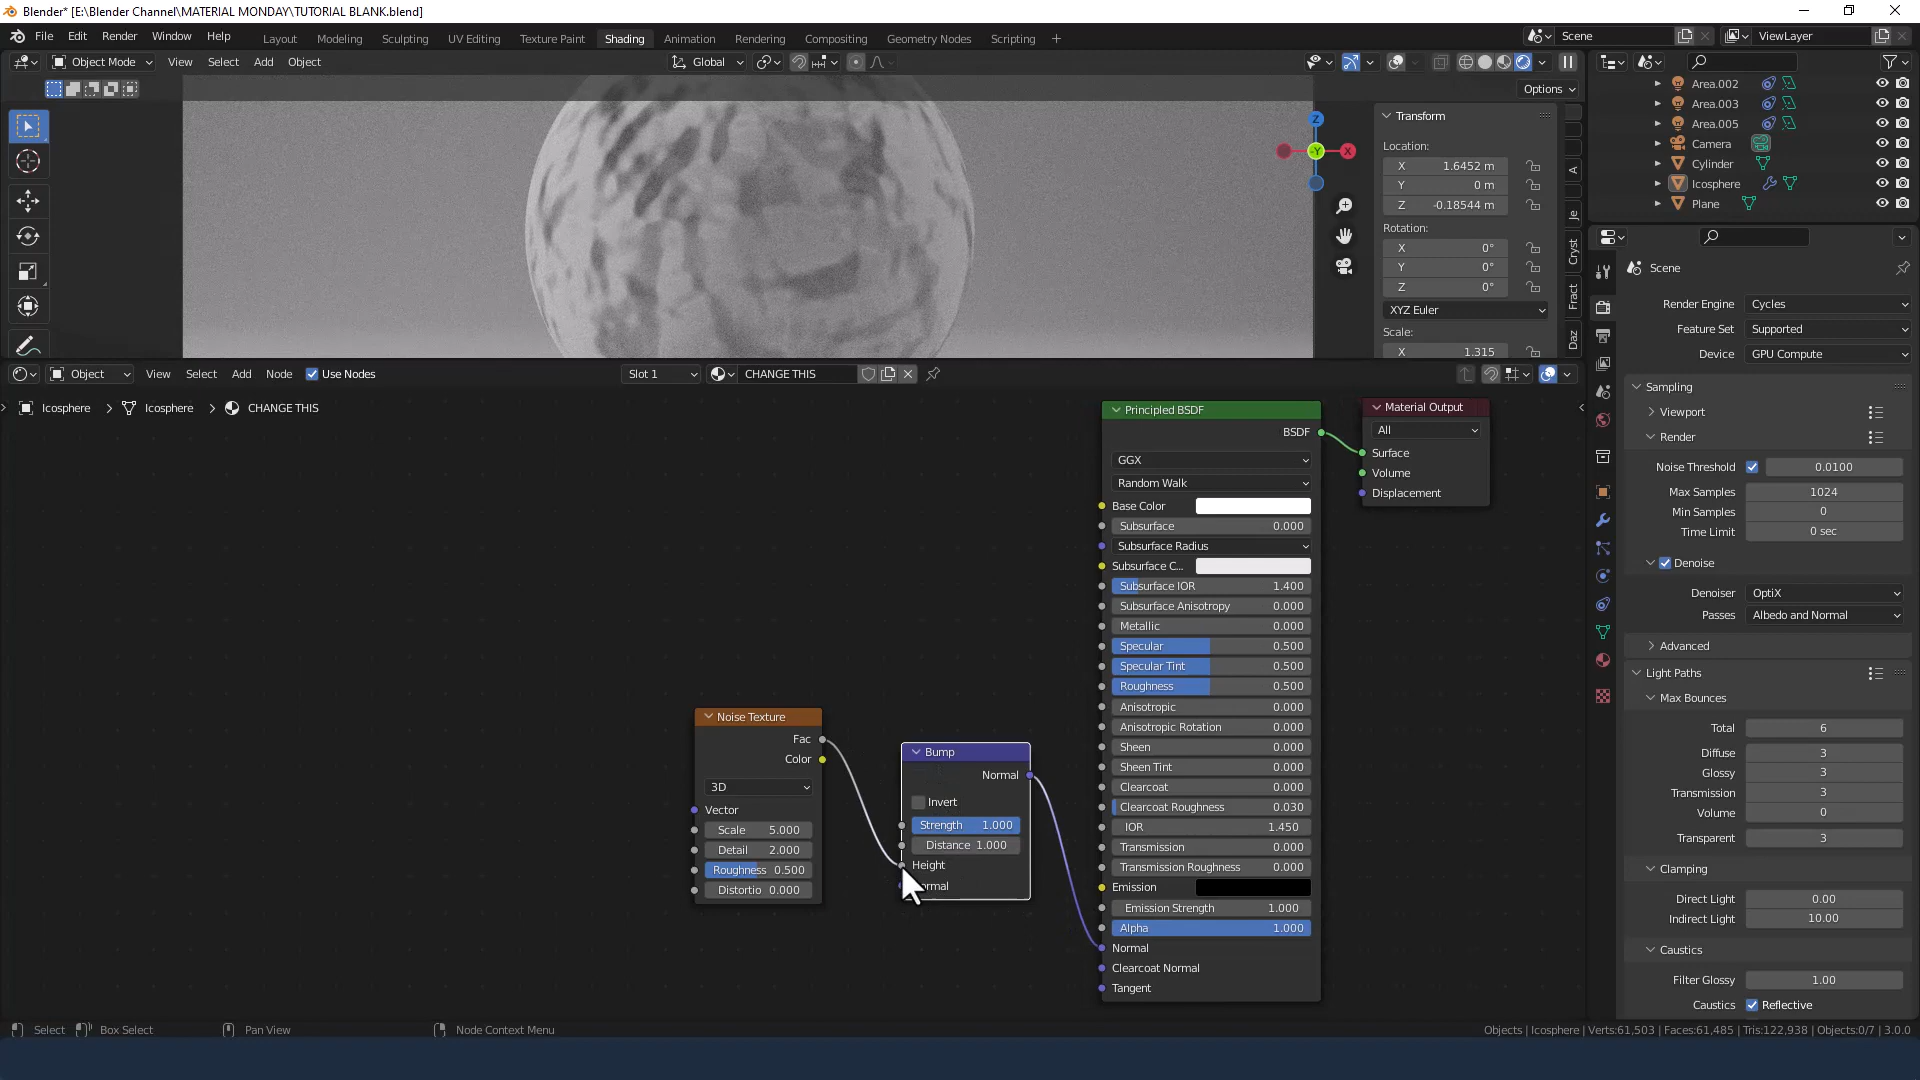 Blender* [E:\Blender Channel\MATERIAL MONDAY\TUTORIAL BLANK.blend]
File Edit Render Window Help Layout Modeling Sculpting UV Editing Texture Paint Shading Animation Rendering Compositing Geometry Nodes Scripting + Scene ViewLayer
Object Mode View Select Add Object Global
Options
Area.002
Area.003
Area.005
Camera
Cylinder
Icosphere
Plane
Z
-Y
X
Transform
Location:
X 1.6452 m
Y 0 m
Z -0.18544 m
Rotation:
X 0°
Y 0°
Z 0°
XYZ Euler
Scale:
X 1.315
A
Je
Cryst
Fract
Daz
Object View Select Add Node Use Nodes Slot 1 CHANGE THIS
Icosphere > Icosphere > CHANGE THIS
Noise Texture
Fac
Color
3D
Vector
Scale 5.000
Detail 2.000
Roughness 0.500
Distortio 0.000
Bump
Normal
Invert
Strength 1.000
Distance 1.000
Height
ormal
Principled BSDF
BSDF
GGX
Random Walk
Base Color
Subsurface 0.000
Subsurface Radius
Subsurface C...
Subsurface IOR 1.400
Subsurface Anisotropy 0.000
Metallic 0.000
Specular 0.500
Specular Tint 0.500
Roughness 0.500
Anisotropic 0.000
Anisotropic Rotation 0.000
Sheen 0.000
Sheen Tint 0.000
Clearcoat 0.000
Clearcoat Roughness 0.030
IOR 1.450
Transmission 0.000
Transmission Roughness 0.000
Emission
Emission Strength 1.000
Alpha 1.000
Normal
Clearcoat Normal
Tangent
Material Output
All
Surface
Volume
Displacement
Scene
Render Engine Cycles
Feature Set Supported
Device GPU Compute
Sampling
Viewport
Render
Noise Threshold 0.0100
Max Samples 1024
Min Samples 0
Time Limit 0 sec
Denoise
Denoiser OptiX
Passes Albedo and Normal
Advanced
Light Paths
Max Bounces
Total 6
Diffuse 3
Glossy 3
Transmission 3
Volume 0
Transparent 3
Clamping
Direct Light 0.00
Indirect Light 10.00
Caustics
Filter Glossy 1.00
Caustics Reflective
Select Box Select Pan View Node Context Menu Objects | Icosphere | Verts:61,503 | Faces:61,485 | Tris:122,938 | Objects:0/7 | 3.0.0